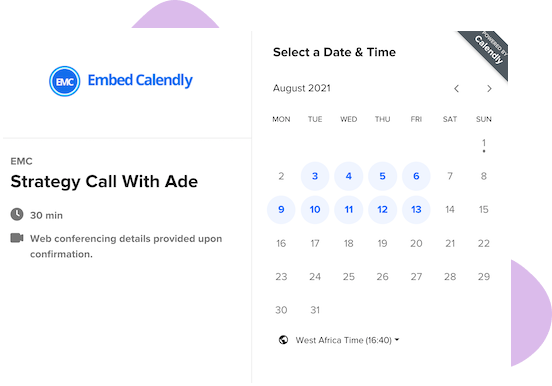 POWERED BY
Calendly
Select a Date & Time
EMC
Embed Calendly
August 2021
MON TUE WED THU FRI SAT SUN
1
EMC
2 3 4 5 6 7 8
Strategy Call With Ade
9 10 11 12 13 14 15
30 min
Web conferencing details provided upon
confirmation.
16 17 18 19 20 21 22
23 24 25 26 27 28 29
30 31
West Africa Time (16:40)